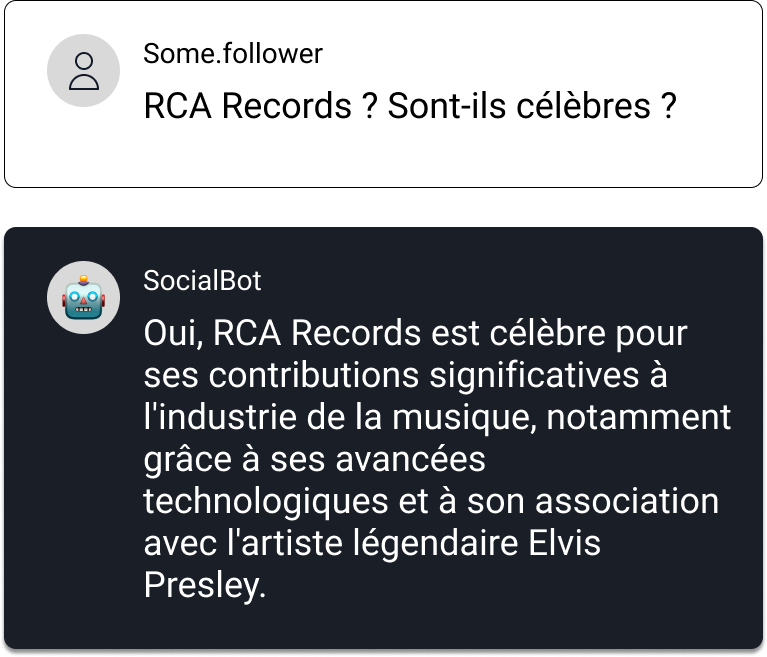 Some.follower
RCA Records ? Sont-ils célèbres ?
SocialBot
Oui, RCA Records est célèbre pour
ses contributions significatives à
l'industrie de la musique, notamment
grâce à ses avancées
technologiques et à son association
avec l'artiste légendaire Elvis
Presley.